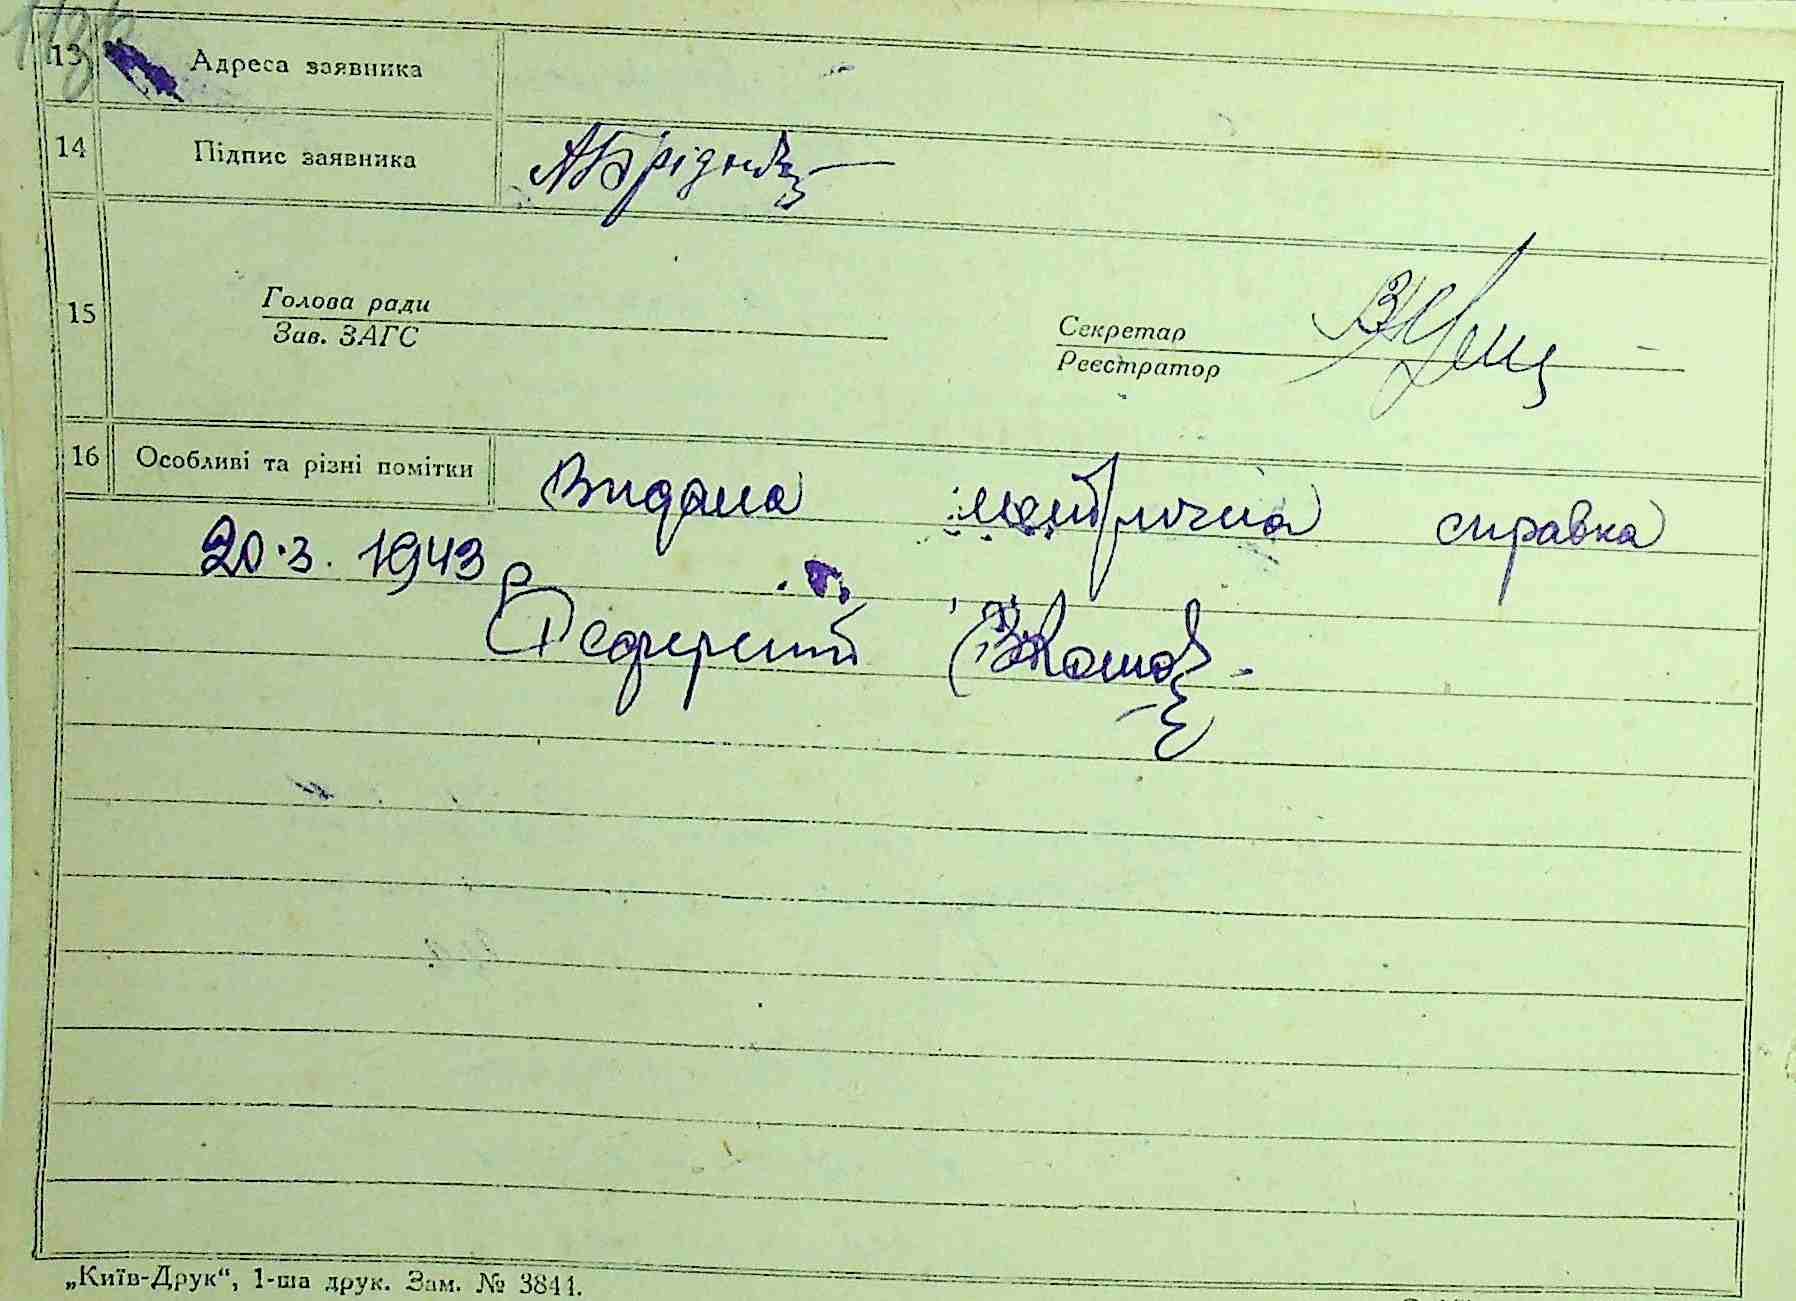 13 Адреса заявника
14 Підпис заявника
15 Голова ради
Зав. ЗАГС
Секретар
Реєстратор
16 Особливі та різні помітки Видана метрична справка
20·3. 1943
Референт
„Київ-Друк“, 1-ша друк. Зам. № 3841.